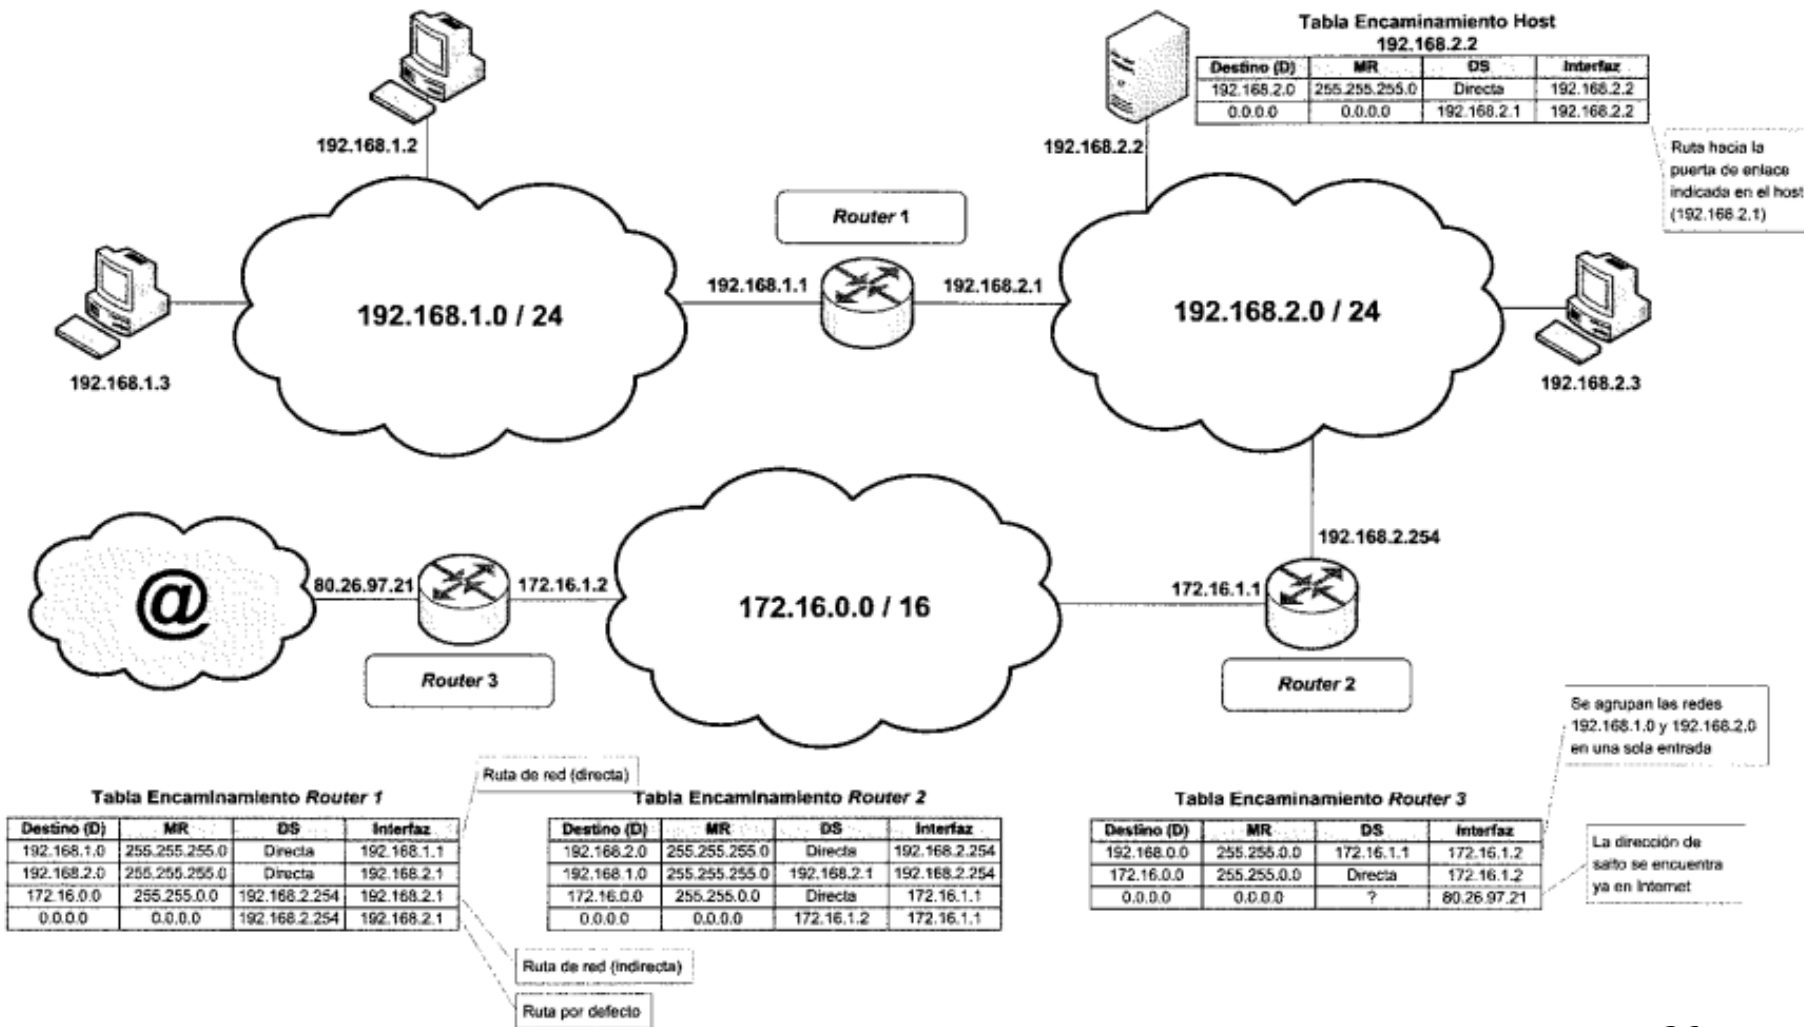 Tabla Encaminamiento Host
192.168.2.2
Destino (D) MR DS Interfaz
192.168.2.0 255.255.255.0 Directa 192.168.2.2
0.0.0.0 0.0.0.0 192.168.2.1 192.168.2.2
Ruta hacia la
puerta de enlace
indicada en el host
(192.168.2.1)
192.168.1.2
192.168.2.2
Router 1
192.168.1.1
192.168.2.1
192.168.1.0 / 24
192.168.2.0 / 24
192.168.1.3
192.168.2.3
192.168.2.254
@
80.26.97.21
172.16.1.2
172.16.0.0 / 16
172.16.1.1
Router 3
Router 2
Se agrupan las redes
192.168.1.0 y 192.168.2.0
en una sola entrada
Ruta de red (directa)
Tabla Encaminamiento Router 1
Destino (D) MR DS Interfaz
192.168.1.0 255.255.255.0 Directa 192.168.1.1
192.168.2.0 255.255.255.0 Directa 192.168.2.1
172.16.0.0 255.255.0.0 192.168.2.254 192.168.2.1
0.0.0.0 0.0.0.0 192.168.2.254 192.168.2.1
Tabla Encaminamiento Router 2
Destino (D) MR DS Interfaz
192.168.2.0 255.255.255.0 Directa 192.168.2.254
192.168.1.0 255.255.255.0 192.168.2.1 192.168.2.254
172.16.0.0 255.255.0.0 Directa 172.16.1.1
0.0.0.0 0.0.0.0 172.16.1.2 172.16.1.1
Tabla Encaminamiento Router 3
Destino (D) MR DS Interfaz
192.168.0.0 255.255.0.0 172.16.1.1 172.16.1.2
172.16.0.0 255.255.0.0 Directa 172.16.1.2
0.0.0.0 0.0.0.0 ? 80.26.97.21
La dirección de
salto se encuentra
ya en Internet
Ruta de red (indirecta)
Ruta por defecto